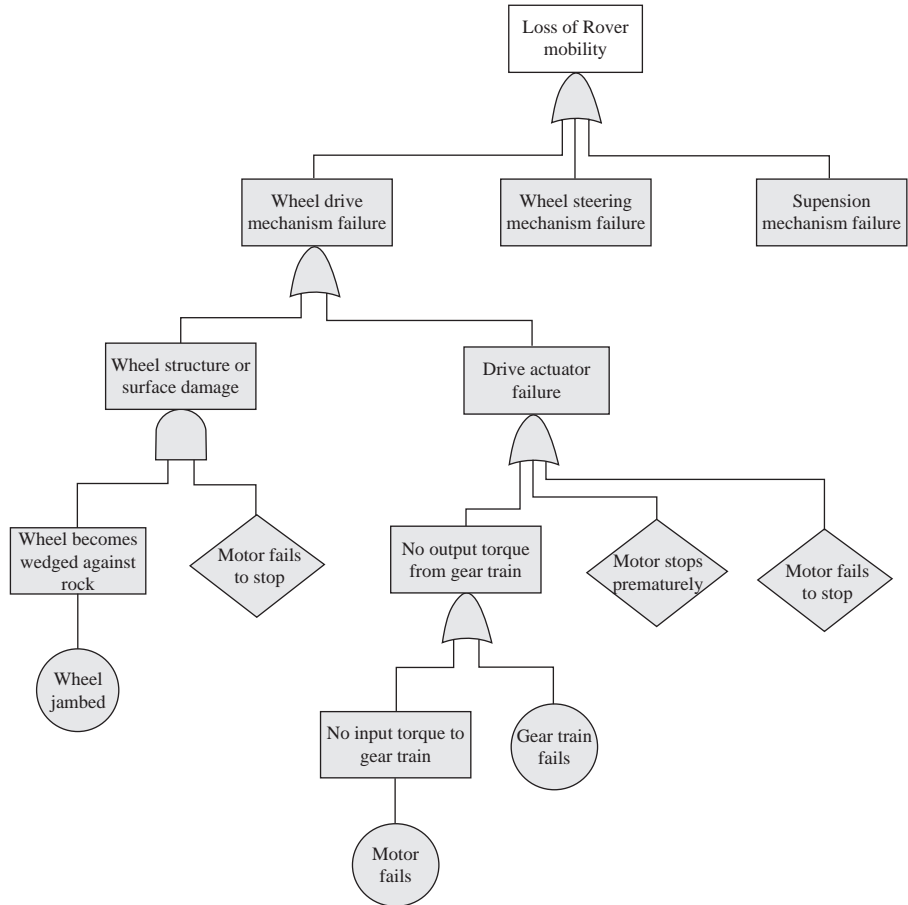 Loss of Rover
mobility
Wheel drive
mechanism failure
Wheel steering
mechanism failure
Supension
mechanism failure
Wheel structure or
surface damage
Drive actuator
failure
Wheel becomes
wedged against
rock
Motor fails
to stop
No output torque
from gear train
Motor stops
prematurely
Motor fails
to stop
Wheel
jambed
No input torque to
gear train
Gear train
fails
Motor
fails